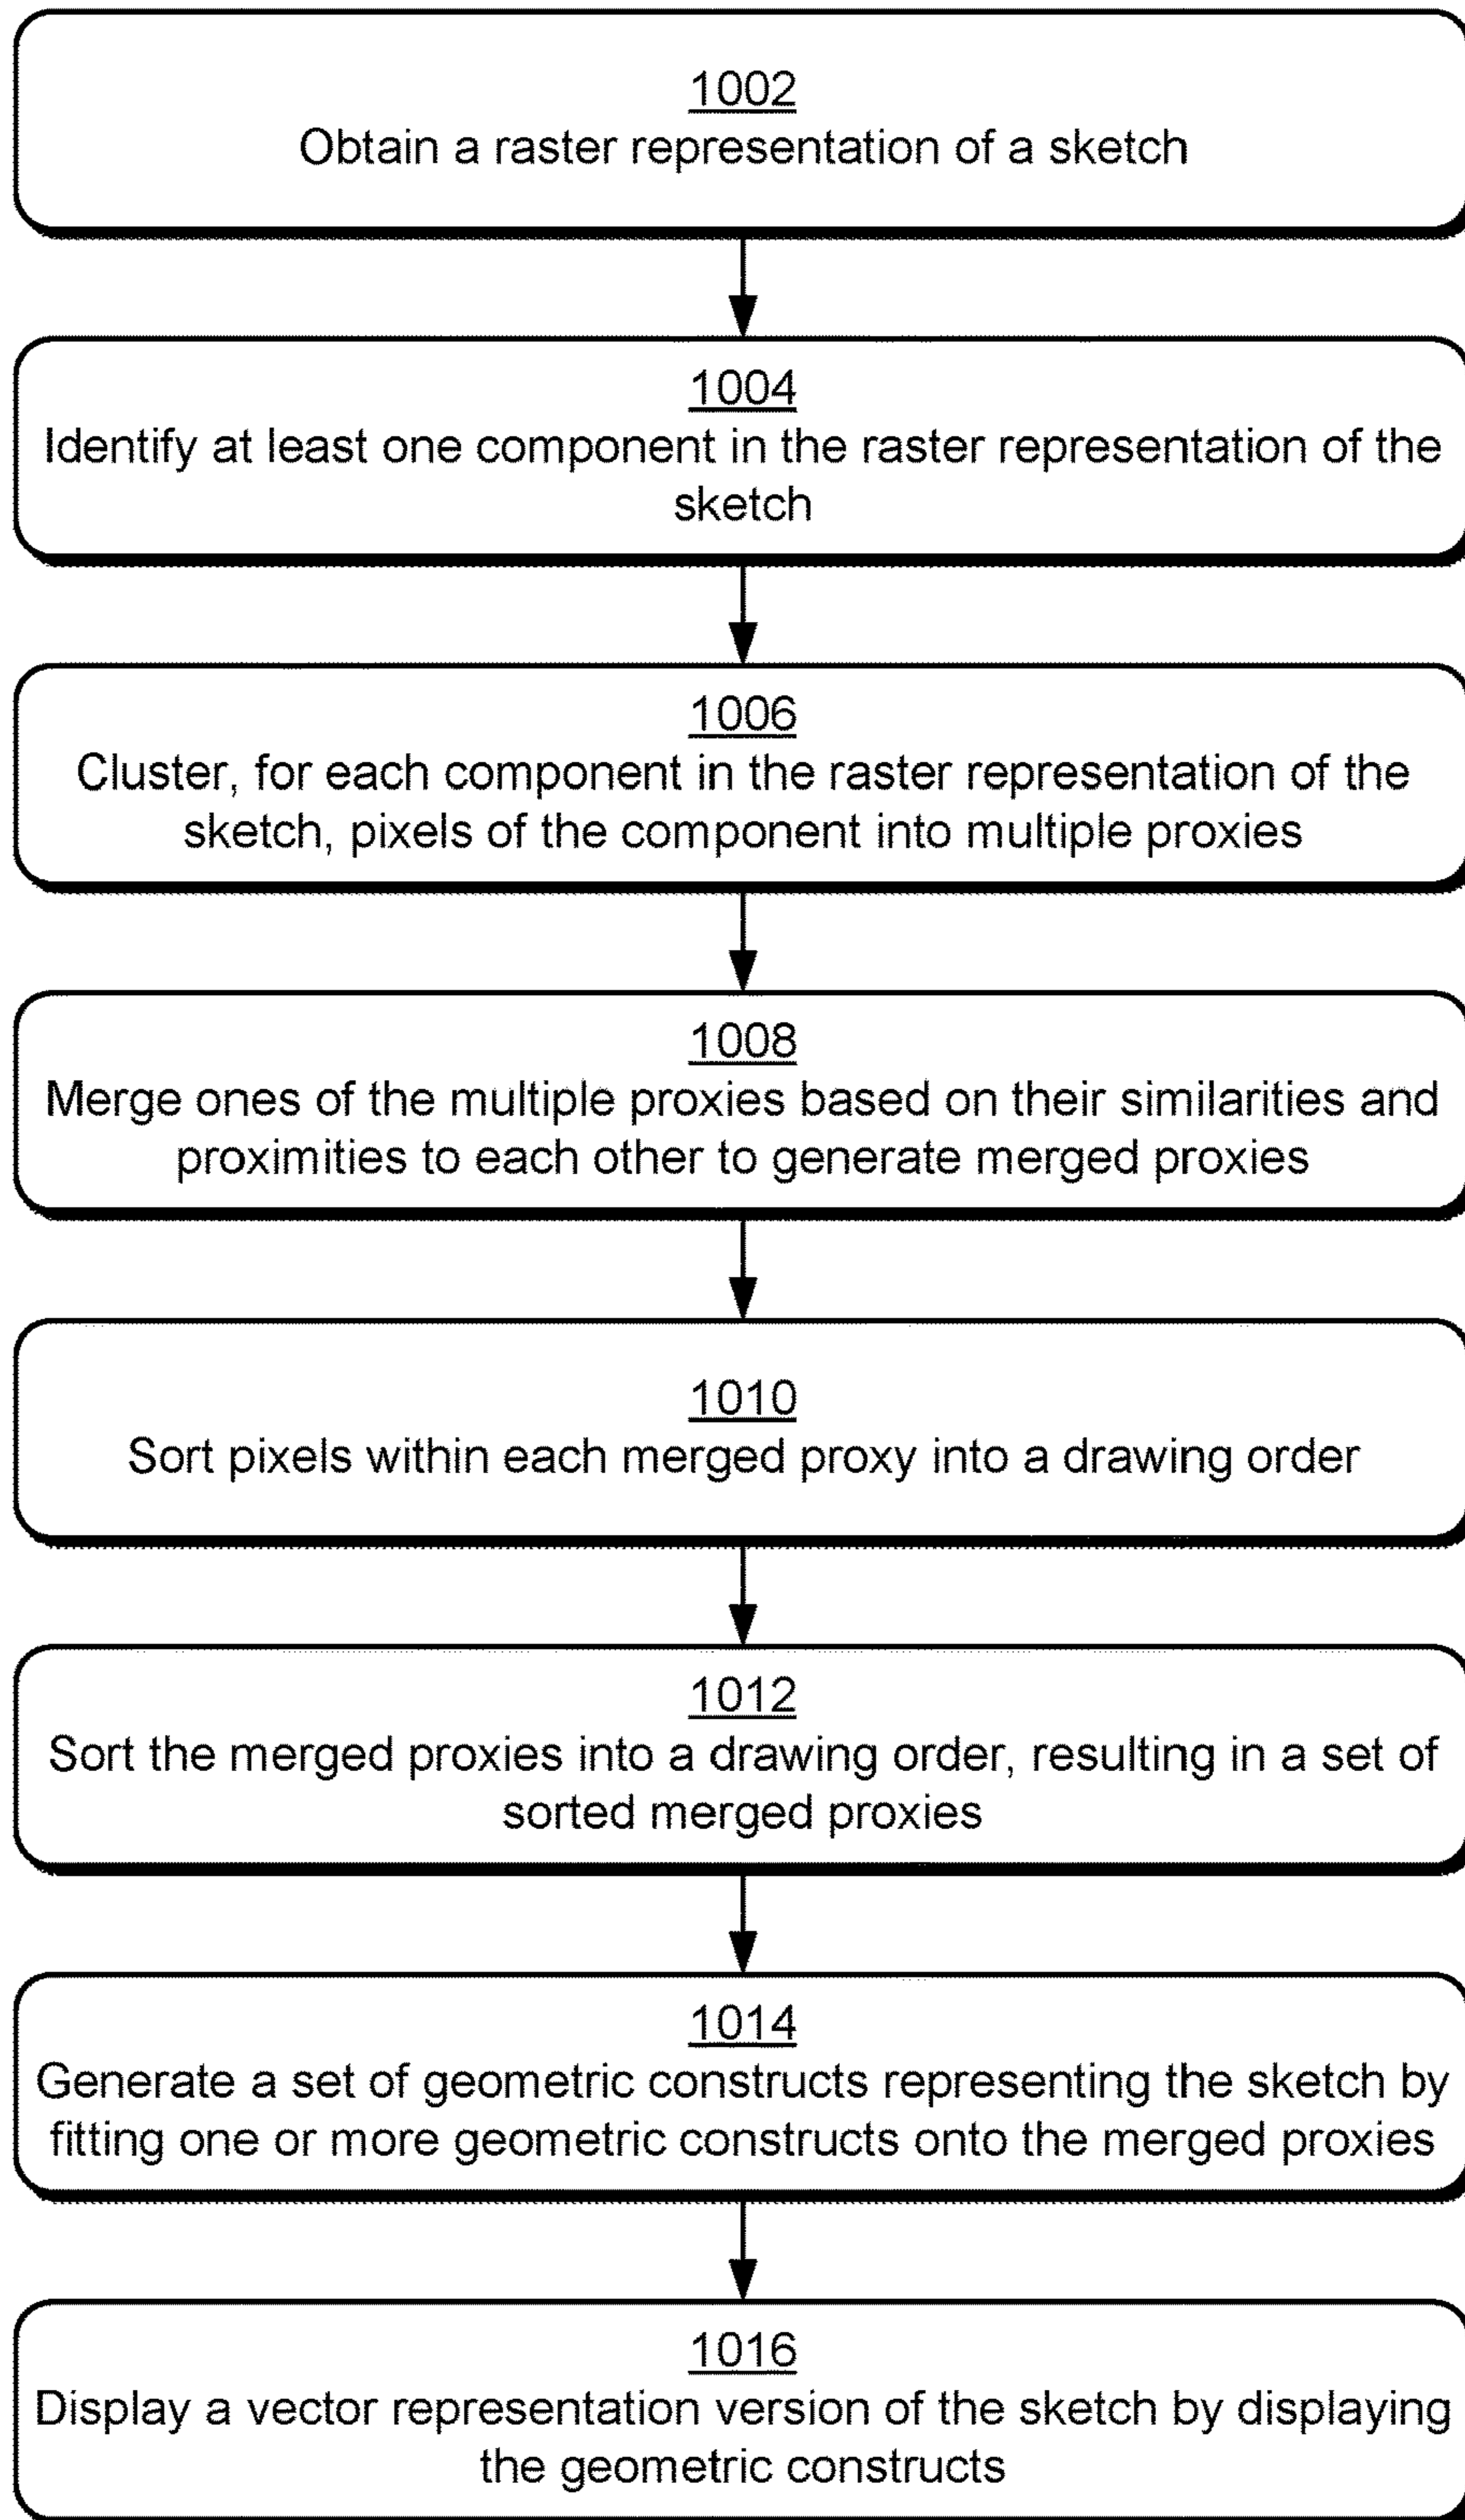 1002
Obtain a raster representation of a sketch
1004
Identify at least one component in the raster representation of the
sketch
1006
Cluster, for each component in the raster representation of the
sketch, pixels of the component into multiple proxies
1008
Merge ones of the multiple proxies based on their similarities and
proximities to each other to generate merged proxies
1010
Sort pixels within each merged proxy into a drawing order
1012
Sort the merged proxies into a drawing order, resulting in a set of
sorted merged proxies
1014
Generate a set of geometric constructs representing the sketch by
fitting one or more geometric constructs onto the merged proxies
1016
Display a vector representation version of the sketch by displaying
the geometric constructs